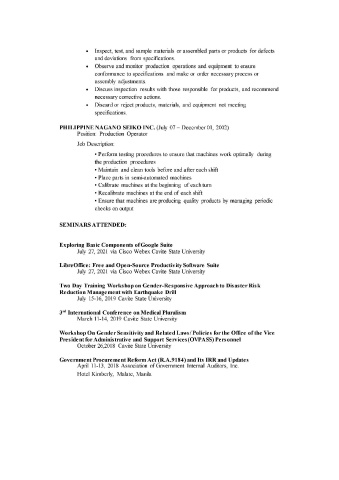 • Inspect, test, and sample materials or assembled parts or products for defects
and deviations from specifications.
• Observe and monitor production operations and equipment to ensure
conformance to specifications and make or order necessary process or
assembly adjustments.
• Discuss inspection results with those responsible for products, and recommend
necessary corrective actions.
• Discard or reject products, materials, and equipment not meeting
specifications.
PHILIPPINE NAGANO SEIKO INC. (July 07 – December 03, 2002)
Position: Production Operator
Job Description:
• Perform testing procedures to ensure that machines work optimally during
the production procedures
• Maintain and clean tools before and after each shift
• Place parts in semi-automated machines
• Calibrate machines at the beginning of each turn
• Recalibrate machines at the end of each shift
• Ensure that machines are producing quality products by managing periodic
checks on output
SEMINARS ATTENDED:
Exploring Basic Components of Google Suite
July 27, 2021 via Cisco Webex Cavite State University
LibreOffice: Free and Open-Source Productivity Software Suite
July 27, 2021 via Cisco Webex Cavite State University
Two Day Training Workshop on Gender-Responsive Approach to Disaster Risk
Reduction Management with Earthquake Drill
July 15-16, 2019 Cavite State University
3rd International Conference on Medical Pluralism
March 11-14, 2019 Cavite State University
Workshop On Gender Sensitivity and Related Laws/ Policies for the Office of the Vice
President for Administrative and Support Services (OVPASS) Personnel
October 26,2018 Cavite State University
Government Procurement Reform Act (R.A.9184) and Its IRR and Updates
April 11-13, 2018 Association of Government Internal Auditors, Inc.
Hotel Kimberly, Malate, Manila